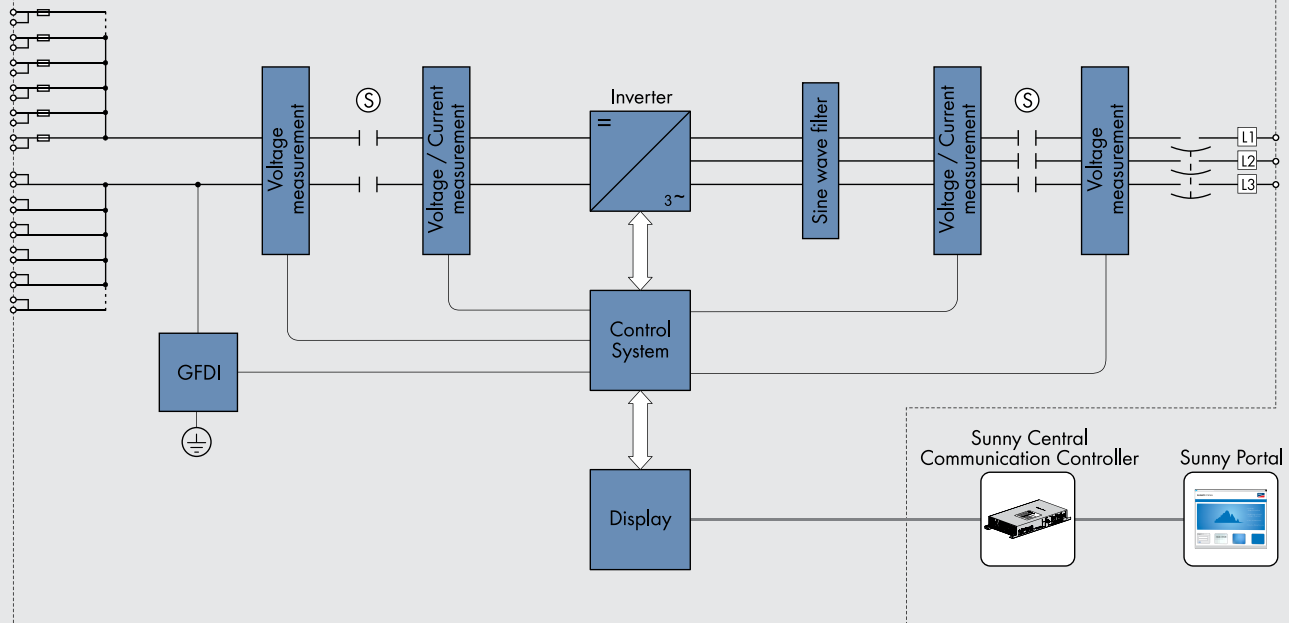 Inverter
S
S
Voltage
measurement
Voltage / Current
measurement
=
3~
Sine wave filter
Voltage / Current
measurement
Voltage
measurement
L1
L2
L3
Control
System
GFDI
Sunny Central
Communication Controller
Sunny Portal
Display